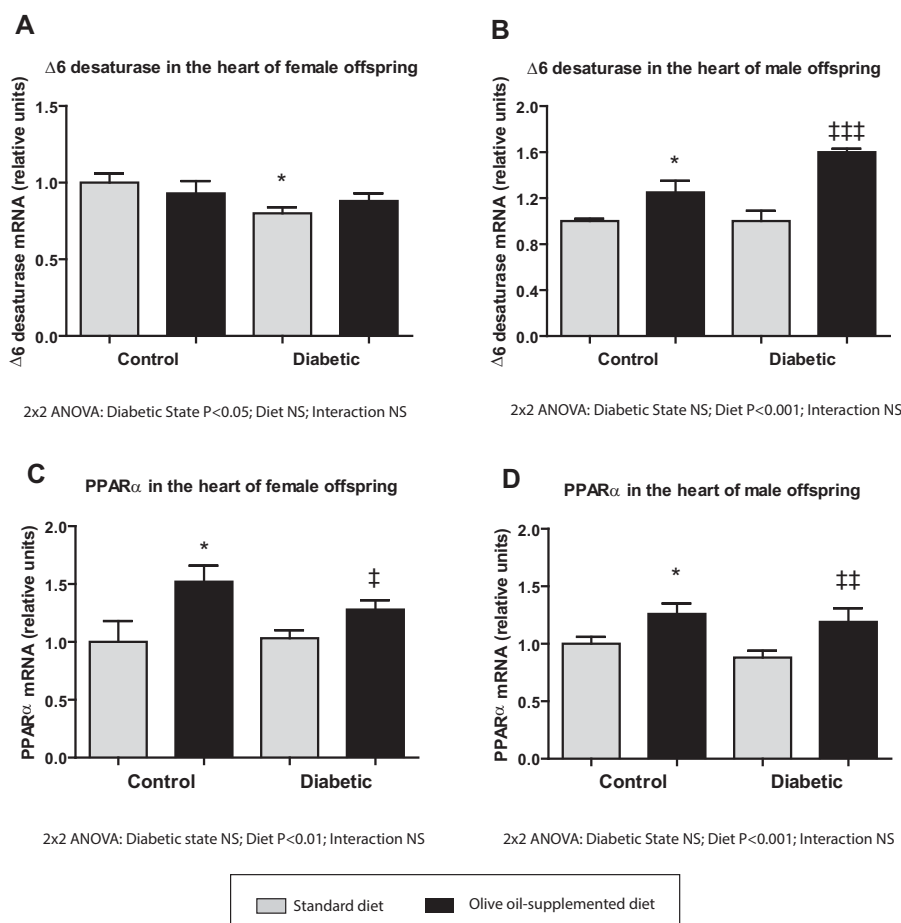 A
Δ6 desaturase in the heart of female offspring
Δ6 desaturase mRNA (relative units)
1.5
1.0
0.5
0.0
*
Control
Diabetic
2x2 ANOVA: Diabetic State P<0.05; Diet NS; Interaction NS
B
Δ6 desaturase in the heart of male offspring
Δ6 desaturase mRNA (relative units)
2.0
1.6
1.2
0.8
0.4
0.0
*
‡‡‡
Control
Diabetic
2x2 ANOVA: Diabetic State NS; Diet P<0.001; Interaction NS
C
PPARα in the heart of female offspring
PPARα mRNA (relative units)
2.0
1.5
1.0
0.5
0.0
*
‡
Control
Diabetic
2x2 ANOVA: Diabetic state NS; Diet P<0.01; Interaction NS
D
PPARα in the heart of male offspring
PPARα mRNA (relative units)
2.0
1.5
1.0
0.5
0.0
*
‡‡
Control
Diabetic
2x2 ANOVA: Diabetic State NS; Diet P<0.001; Interaction NS
Standard diet
Olive oil-supplemented diet